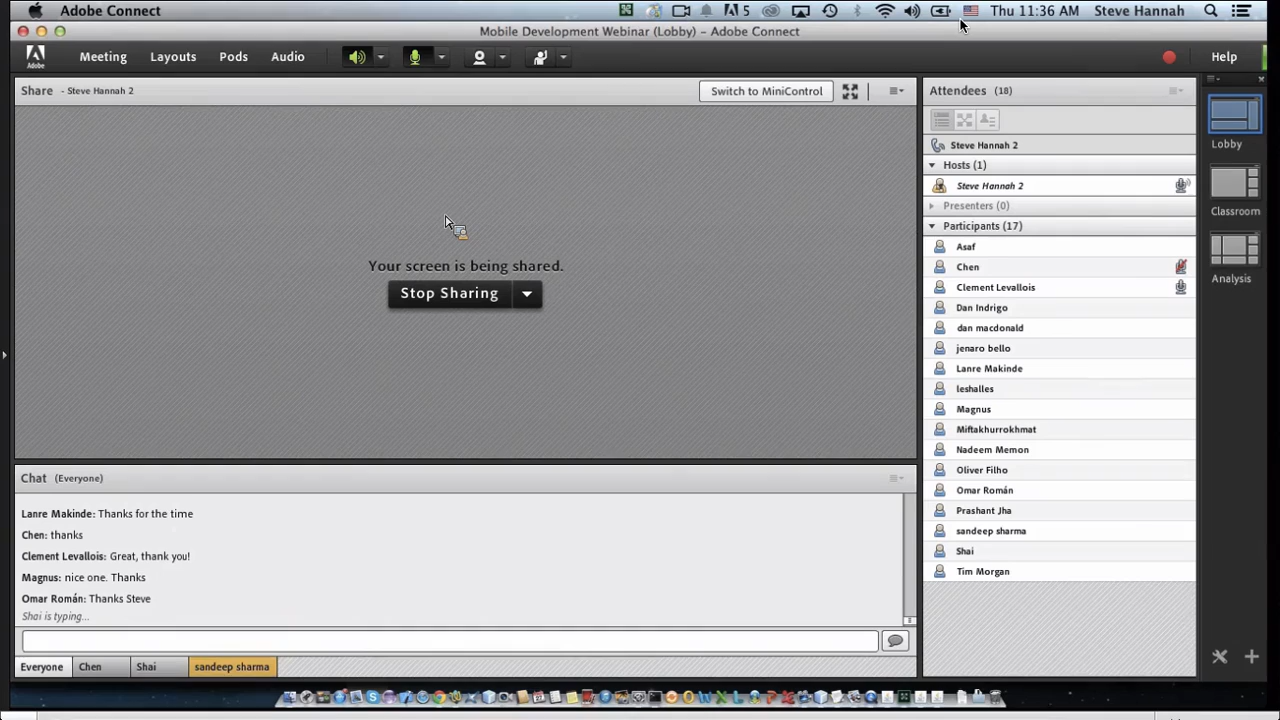 Adobe Connect
5
Thu 11:36 AM
Steve Hannah
Mobile Development Webinar (Lobby) – Adobe Connect
Adobe
Meeting
Layouts
Pods
Audio
Help
Share - Steve Hannah 2
Switch to MiniControl
Your screen is being shared.
Stop Sharing
Chat (Everyone)
Lanre Makinde: Thanks for the time
Chen: thanks
Clement Levallois: Great, thank you!
Magnus: nice one. Thanks
Omar Román: Thanks Steve
Shai is typing...
Everyone
Chen
Shai
sandeep sharma
Attendees (18)
Steve Hannah 2
Hosts (1)
Steve Hannah 2
Presenters (0)
Participants (17)
Asaf
Chen
Clement Levallois
Dan Indrigo
dan macdonald
jenaro bello
Lanre Makinde
leshalles
Magnus
Miftakhurrokhmat
Nadeem Memon
Oliver Filho
Omar Román
Prashant Jha
sandeep sharma
Shai
Tim Morgan
Lobby
Classroom
Analysis